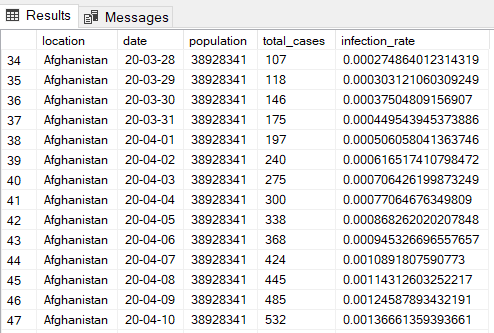 Results Messages
location date population total_cases infection_rate
34 Afghanistan 20-03-28 38928341 107 0.000274864012314319
35 Afghanistan 20-03-29 38928341 118 0.000303121060309249
36 Afghanistan 20-03-30 38928341 146 0.00037504809156907
37 Afghanistan 20-03-31 38928341 175 0.000449543945373886
38 Afghanistan 20-04-01 38928341 197 0.000506058041363746
39 Afghanistan 20-04-02 38928341 240 0.000616517410798472
40 Afghanistan 20-04-03 38928341 275 0.000706426199873249
41 Afghanistan 20-04-04 38928341 300 0.00077064676349809
42 Afghanistan 20-04-05 38928341 338 0.000868262020207848
43 Afghanistan 20-04-06 38928341 368 0.000945326696557657
44 Afghanistan 20-04-07 38928341 424 0.0010891807590773
45 Afghanistan 20-04-08 38928341 445 0.00114312603252217
46 Afghanistan 20-04-09 38928341 485 0.00124587893432191
47 Afghanistan 20-04-10 38928341 532 0.00136661359393661